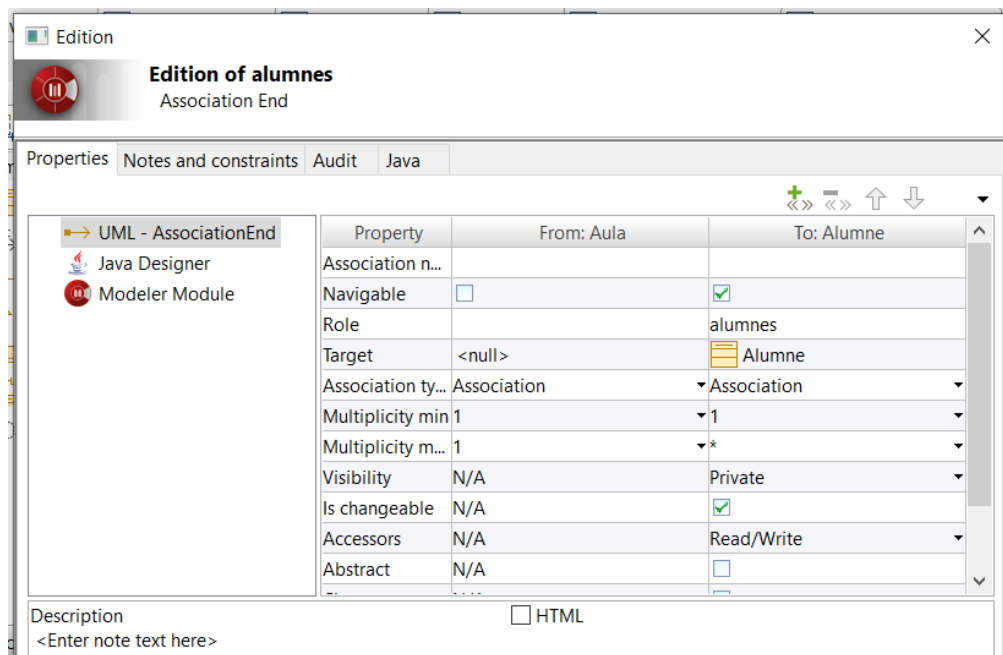 Edition
Edition of alumnes
Association End
Properties Notes and constraints Audit Java
UML - AssociationEnd
Java Designer
Modeler Module
Property From: Aula To: Alumne
Association n...
Navigable
Role alumnes
Target <null> Alumne
Association ty... Association Association
Multiplicity min 1 1
Multiplicity m... 1 *
Visibility N/A Private
Is changeable N/A
Accessors N/A Read/Write
Abstract N/A
Description HTML
<Enter note text here>